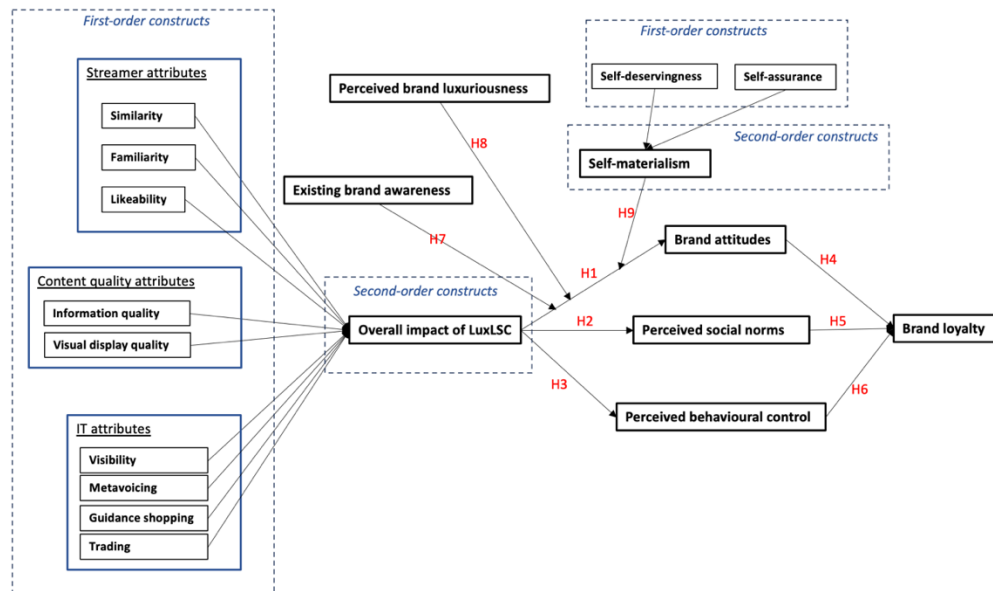 First-order constructs
Streamer attributes
Similarity
Familiarity
Likeability
Content quality attributes
Information quality
Visual display quality
IT attributes
Visibility
Metavoicing
Guidance shopping
Trading
Perceived brand luxuriousness
H8
Existing brand awareness
H7
Second-order constructs
Overall impact of LuxLSC
First-order constructs
Self-deservingness
Self-assurance
Second-order constructs
Self-materialism
H9
H1
H2
H3
Brand attitudes
Perceived social norms
Perceived behavioural control
H4
H5
H6
Brand loyalty